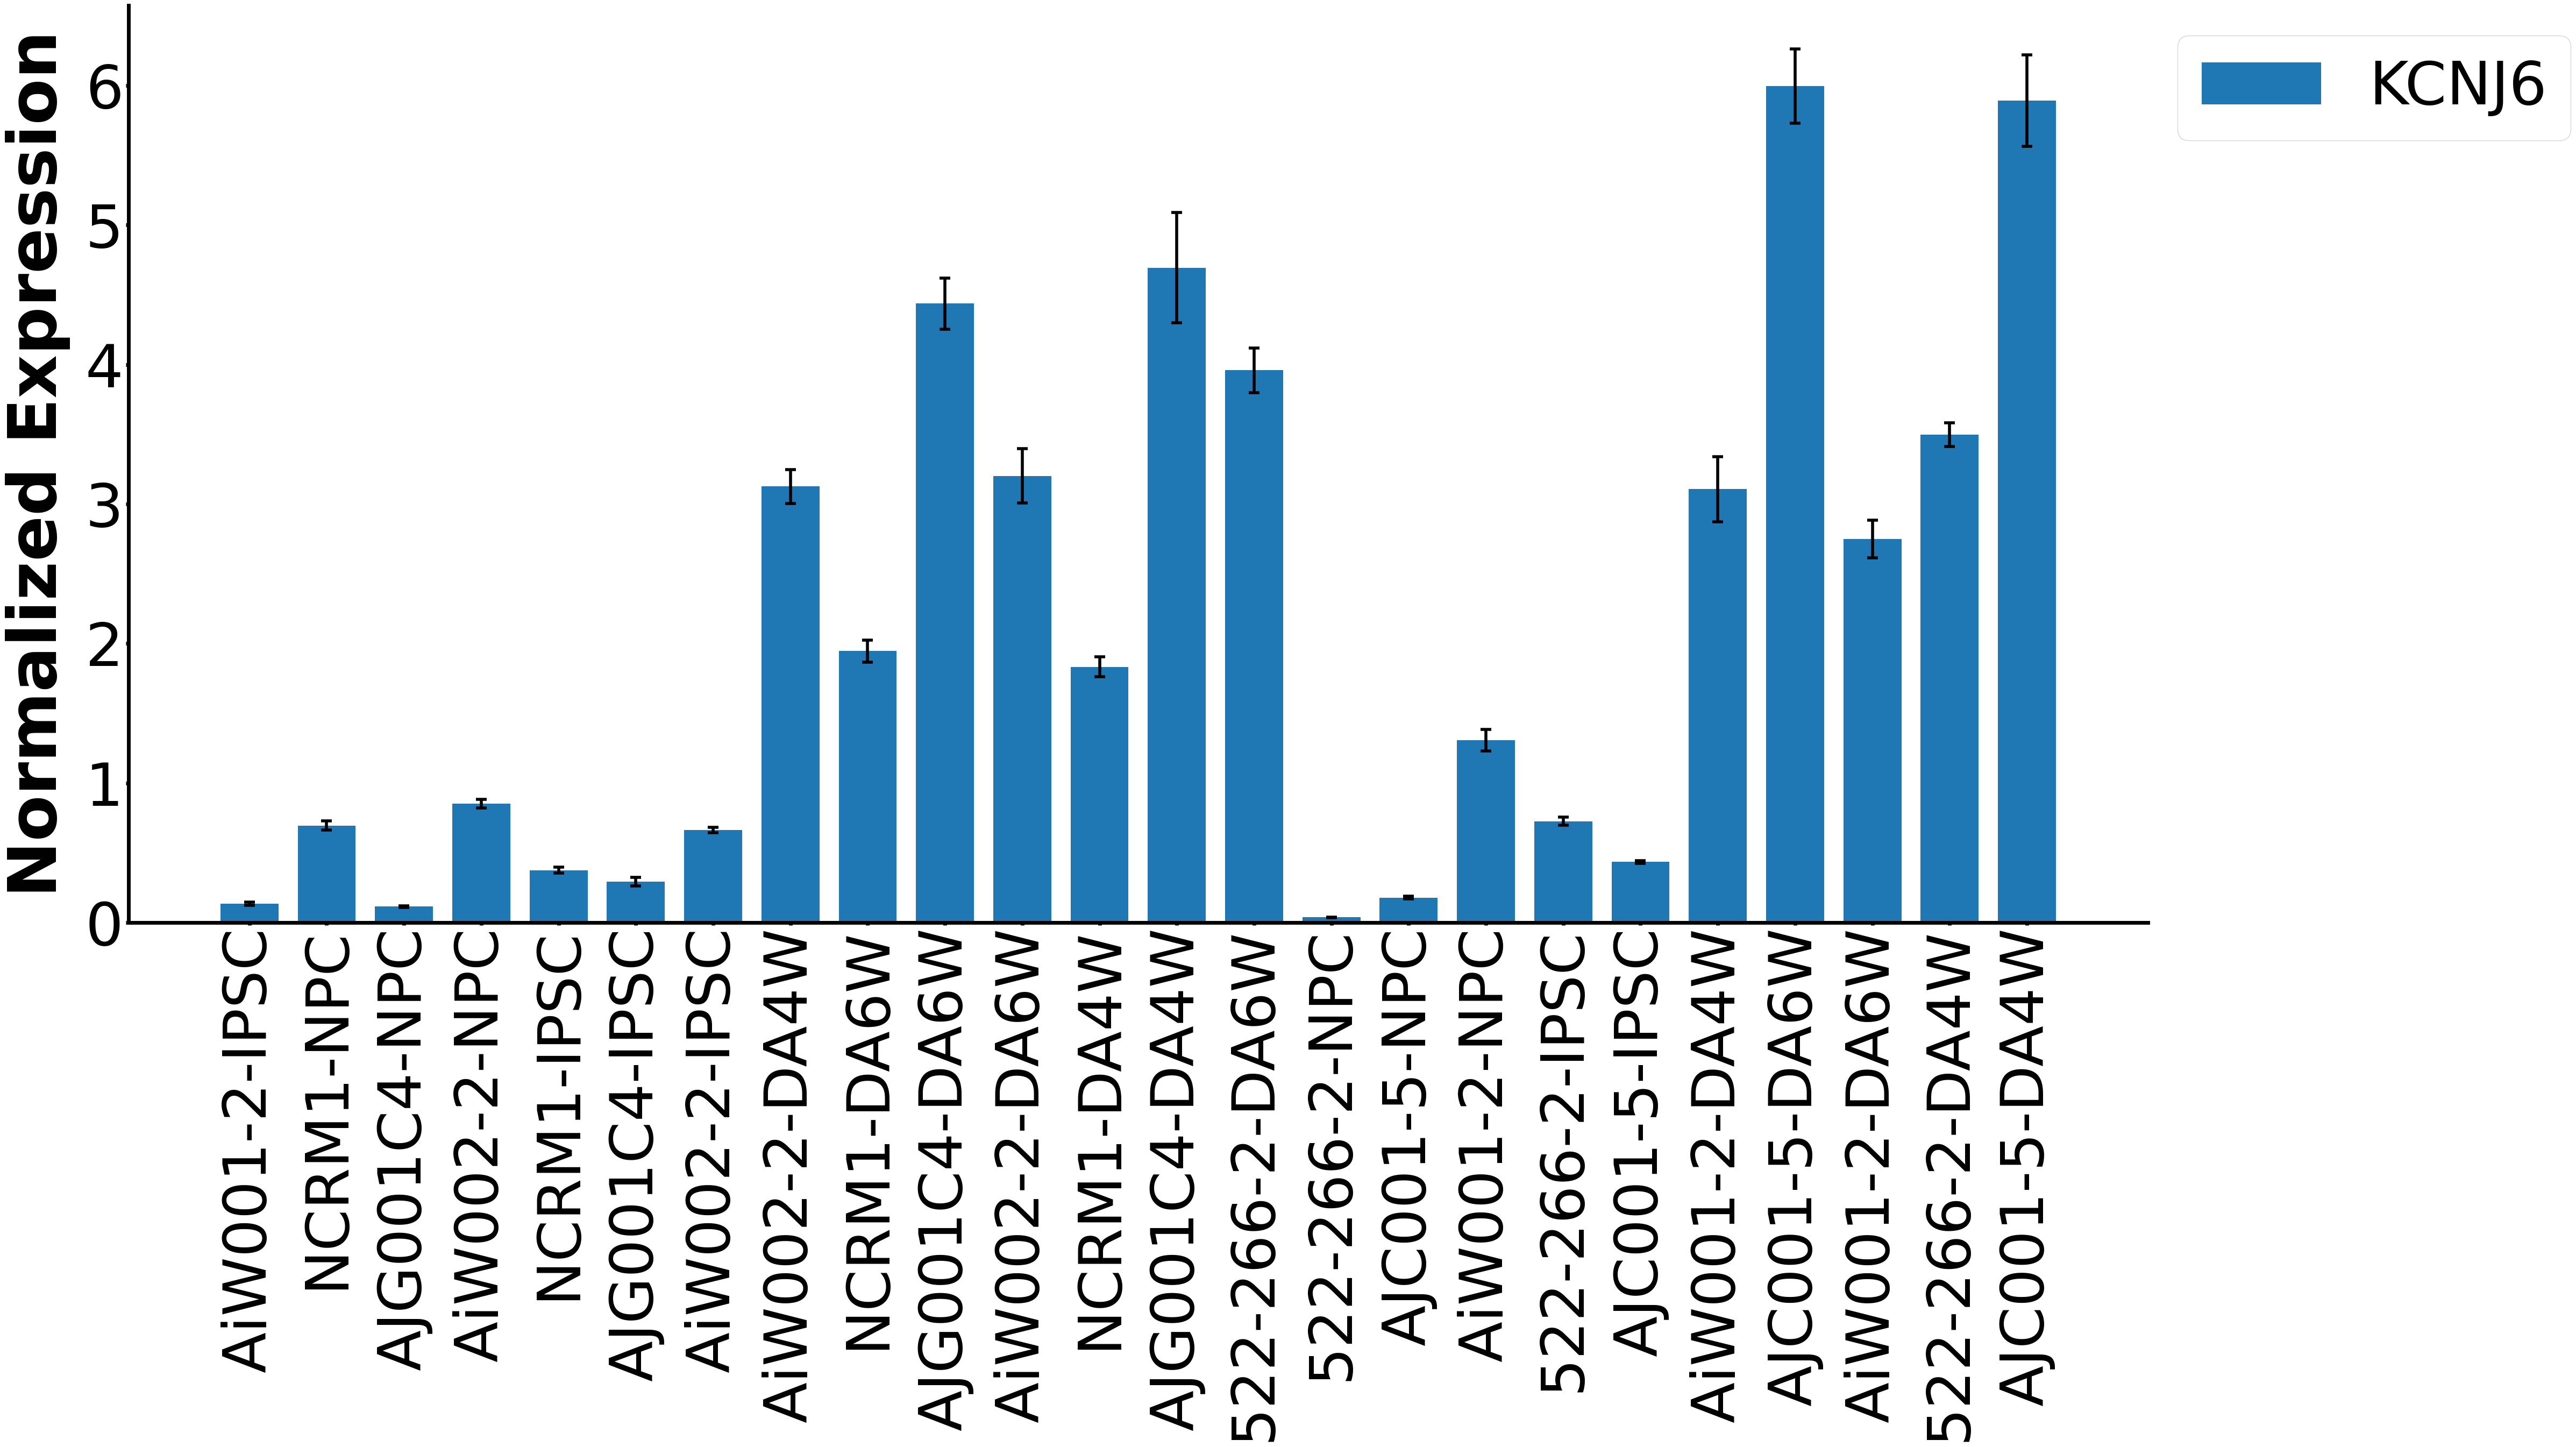 Normalized Expression
6
5
4
3
2
1
0
KCNJ6
AiW001-2-IPSC
NCRM1-NPC
AJG001C4-NPC
AiW002-2-NPC
NCRM1-IPSC
AJG001C4-IPSC
AiW002-2-IPSC
AiW002-2-DA4W
NCRM1-DA6W
AJG001C4-DA6W
AiW002-2-DA6W
NCRM1-DA4W
AJG001C4-DA4W
522-266-2-DA6W
522-266-2-NPC
AJC001-5-NPC
AiW001-2-NPC
522-266-2-IPSC
AJC001-5-IPSC
AiW001-2-DA4W
AJC001-5-DA6W
AiW001-2-DA6W
522-266-2-DA4W
AJC001-5-DA4W